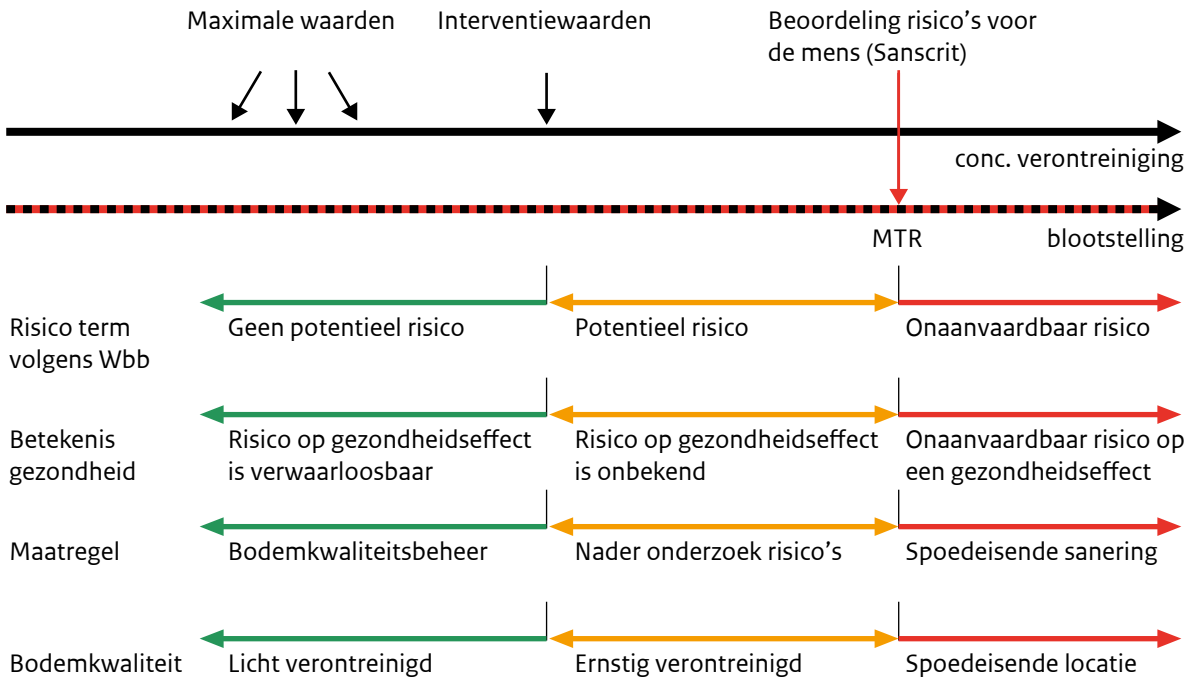 Maximale waarden
Interventiewaarden
Beoordeling risico's voor
de mens (Sanscrit)
conc. verontreiniging
MTR
blootstelling
Risico term
volgens Wbb
Geen potentieel risico
Potentieel risico
Onaanvaardbaar risico
Betekenis
gezondheid
Risico op gezondheidseffect
is verwaarloosbaar
Risico op gezondheidseffect
is onbekend
Onaanvaardbaar risico op
een gezondheidseffect
Maatregel
Bodemkwaliteitsbeheer
Nader onderzoek risico's
Spoedeisende sanering
Bodemkwaliteit
Licht verontreinigd
Ernstig verontreinigd
Spoedeisende locatie